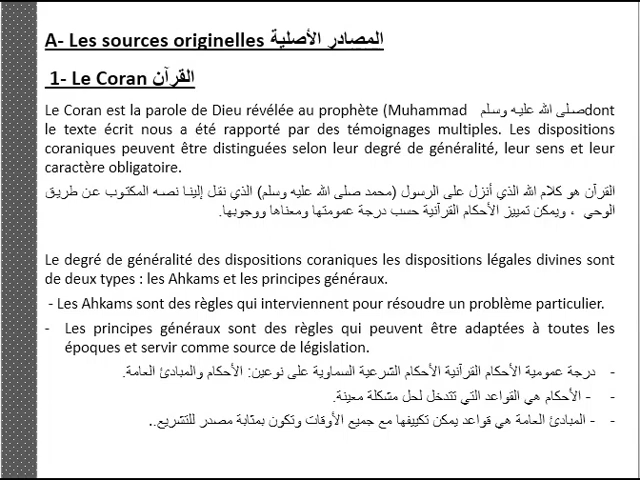 A- Les sources originelles المصادر الأصلية
1- Le Coran القرآن
Le Coran est la parole de Dieu révélée au prophète (Muhammad صلى الله عليه وسلم dont
le texte écrit nous a été rapporté par des témoignages multiples. Les dispositions
coraniques peuvent être distinguées selon leur degré de généralité, leur sens et leur
caractère obligatoire.
القرآن هو كلام الله الذي أنزل على الرسول (محمد صلى الله عليه وسلم) الذي نقل إلينا نصه المكتوب عن طريق
الوحي ، ويمكن تمييز الأحكام القرآنية حسب درجة عمومتها ومعناها ووجوبها.
Le degré de généralité des dispositions coraniques les dispositions légales divines sont
de deux types : les Ahkams et les principes généraux.
- Les Ahkams sont des règles qui interviennent pour résoudre un problème particulier.
- Les principes généraux sont des règles qui peuvent être adaptées à toutes les
époques et servir comme source de législation.
- درجة عمومية الأحكام القرآنية الأحكام الشرعية السماوية على نوعين: الأحكام والمبادئ العامة.
- - الأحكام هي القواعد التي تتدخل لحل مشكلة معينة.
- - المبادئ العامة هي قواعد يمكن تكييفها مع جميع الأوقات وتكون بمثابة مصدر للتشريع..